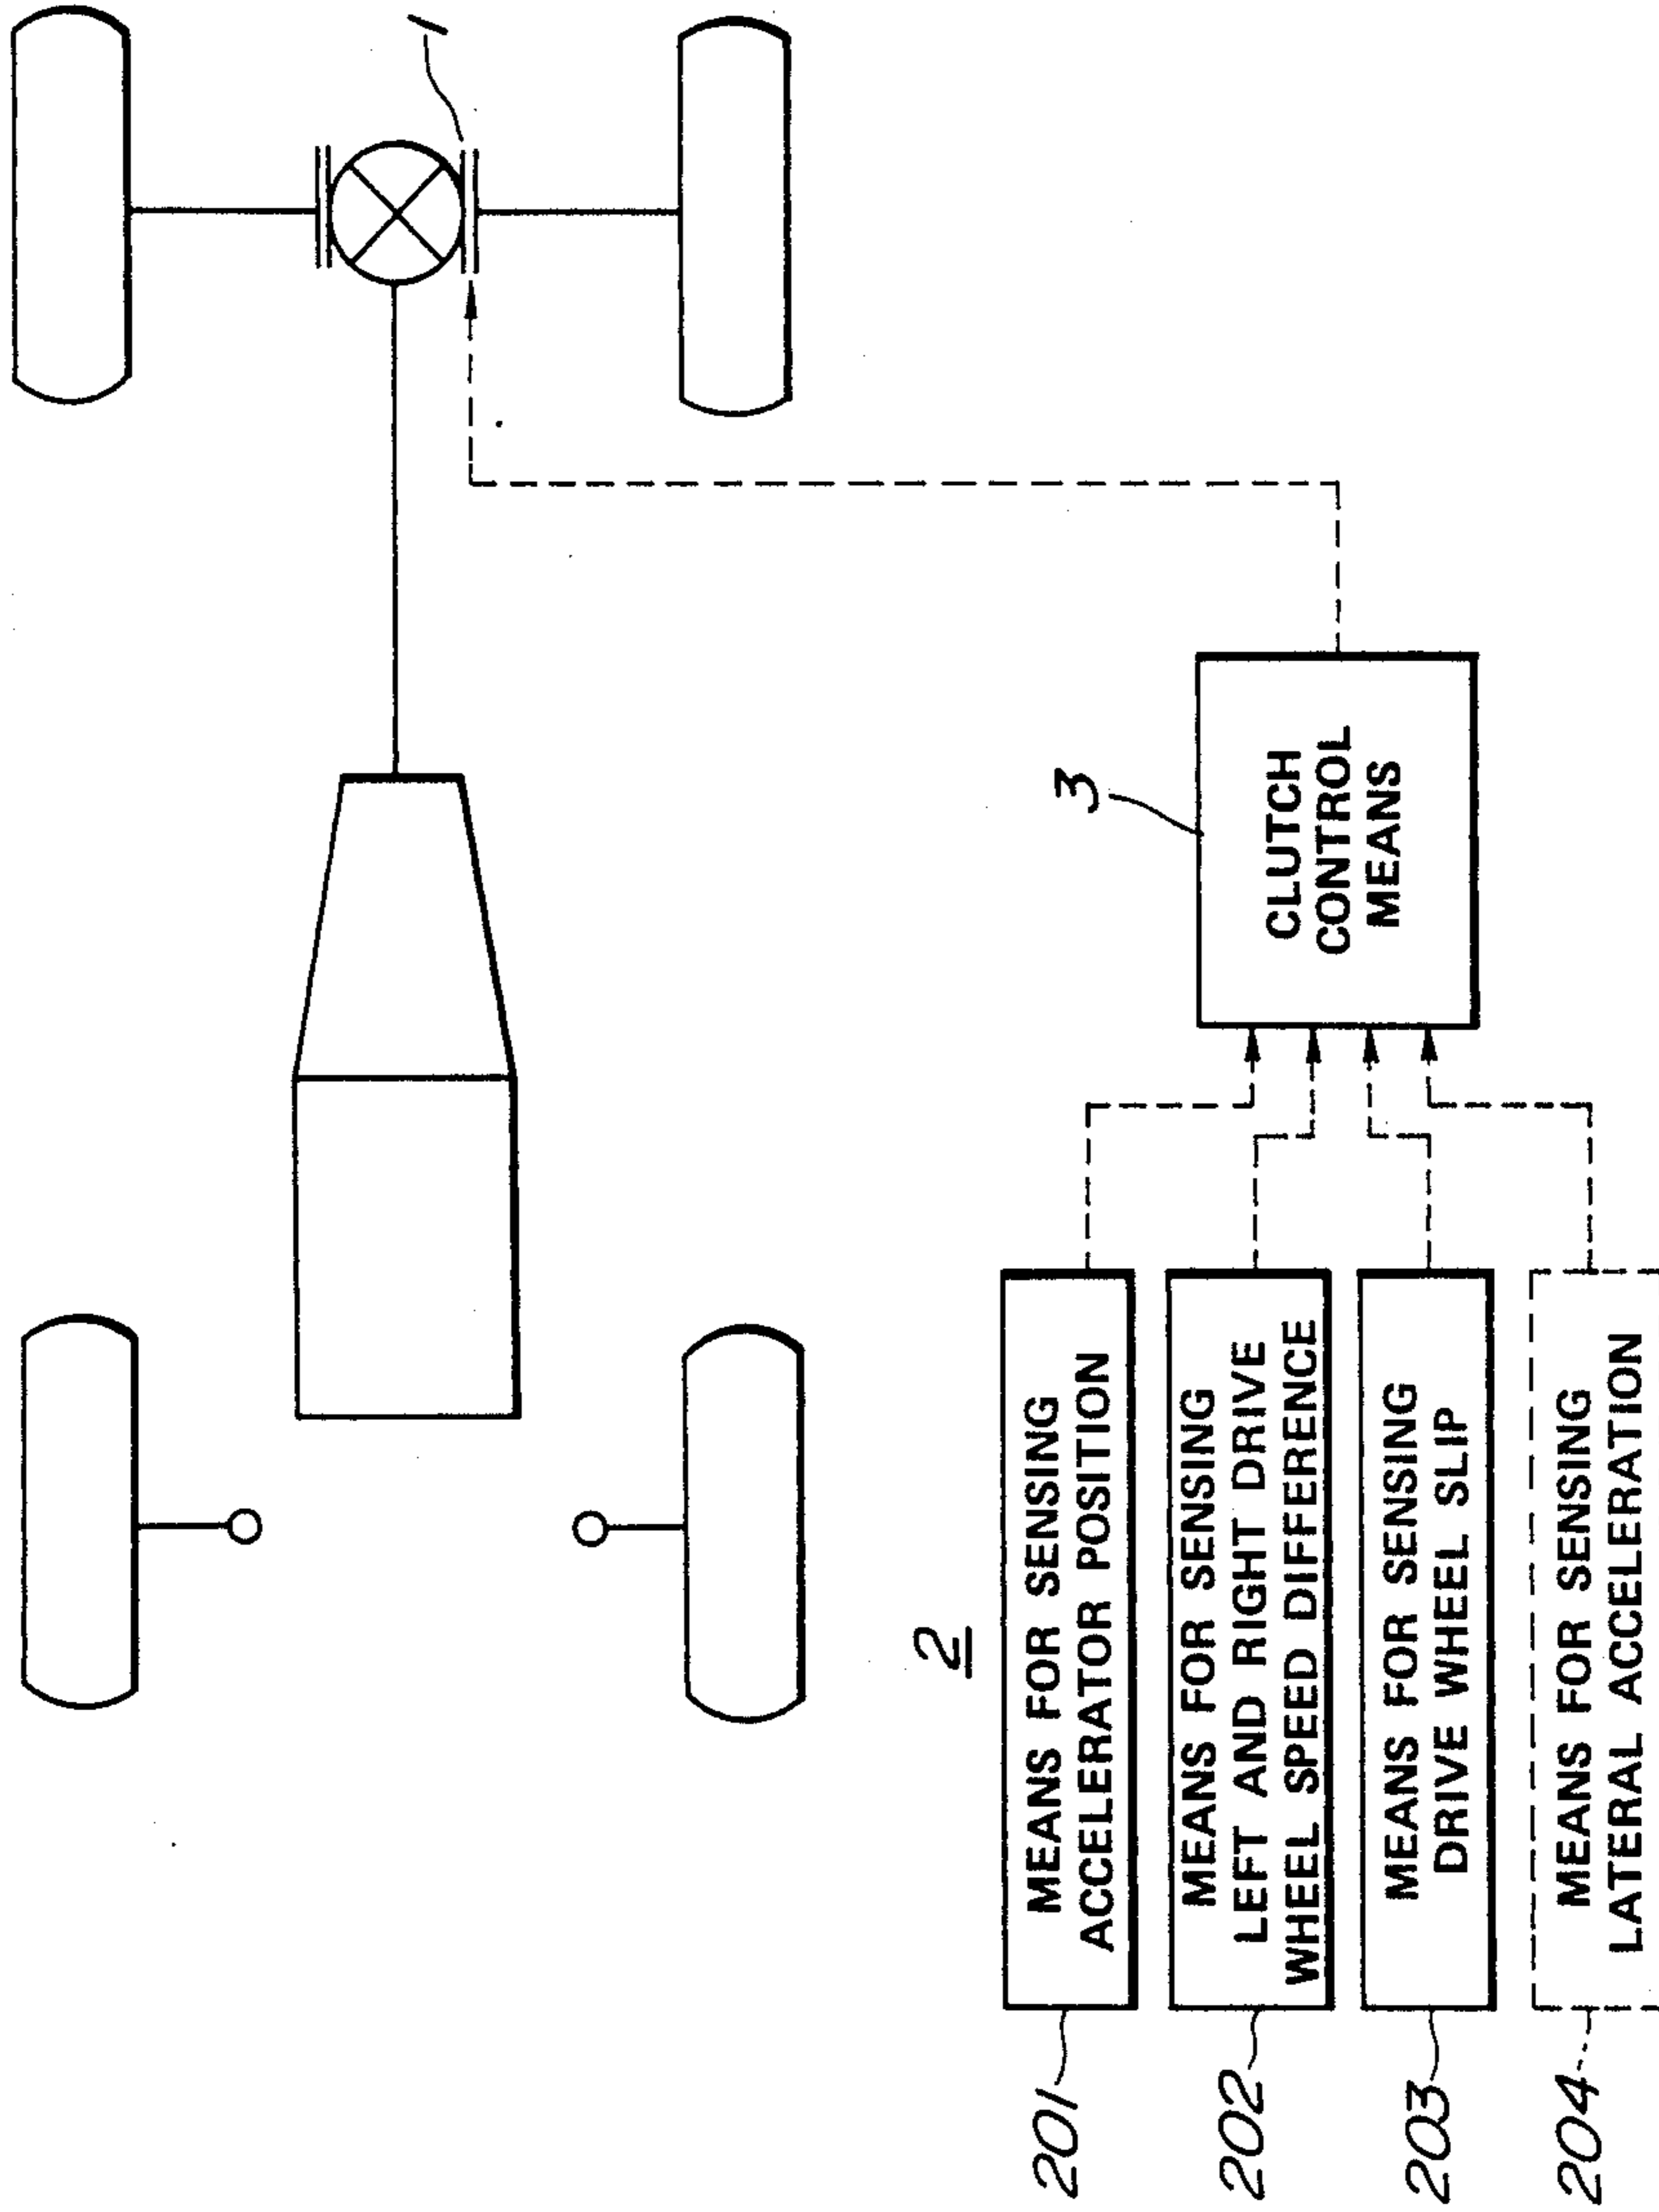 1
2
3
CLUTCH
CONTROL
MEANS
201
MEANS FOR SENSING
ACCELERATOR POSITION
202
MEANS FOR SENSING
LEFT AND RIGHT DRIVE
WHEEL SPEED DIFFERENCE
203
MEANS FOR SENSING
DRIVE WHEEL SLIP
204
MEANS FOR SENSING
LATERAL ACCELERATION